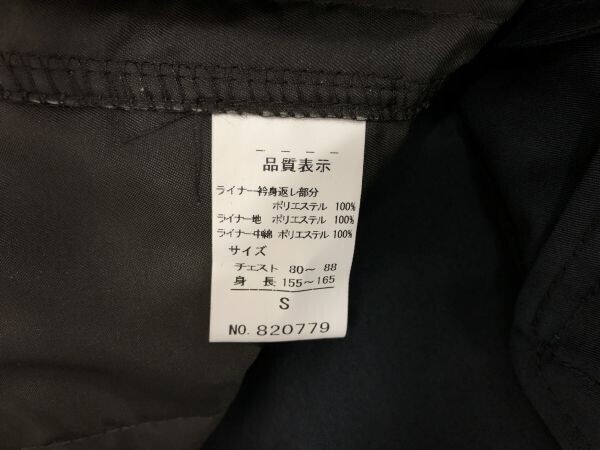 品質表示
ライナー衿身返し部分
ポリエステル 100%
ライナー地 ポリエステル 100%
ライナー中綿 ポリエステル 100%
サイズ
チェスト 80〜 88
身 長 155〜165
S
NO. 820779